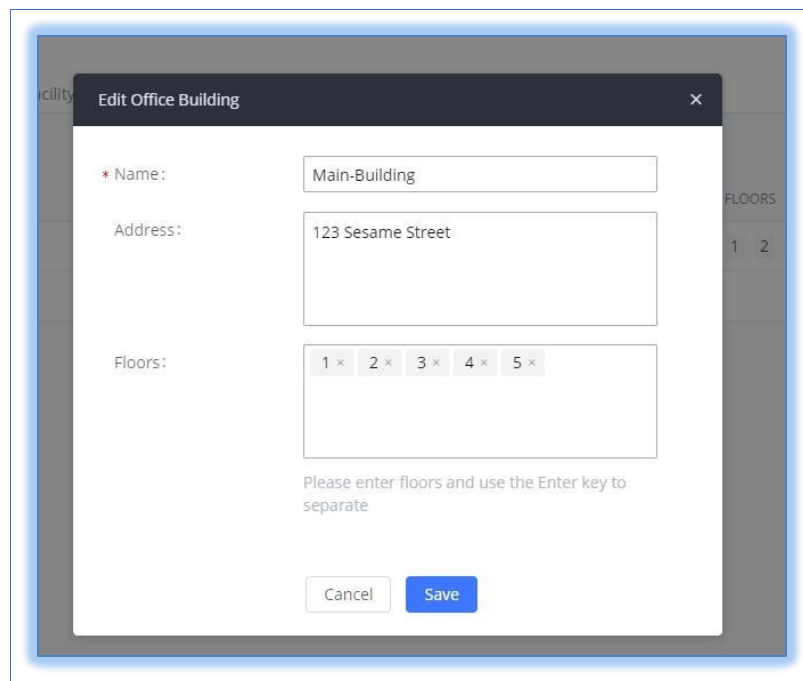 Edit Office Building ×
* Name:
Main-Building
FLOORS
Address:
123 Sesame Street
1 2
Floors:
1 × 2 × 3 × 4 × 5 ×
Please enter floors and use the Enter key to
separate
Cancel Save